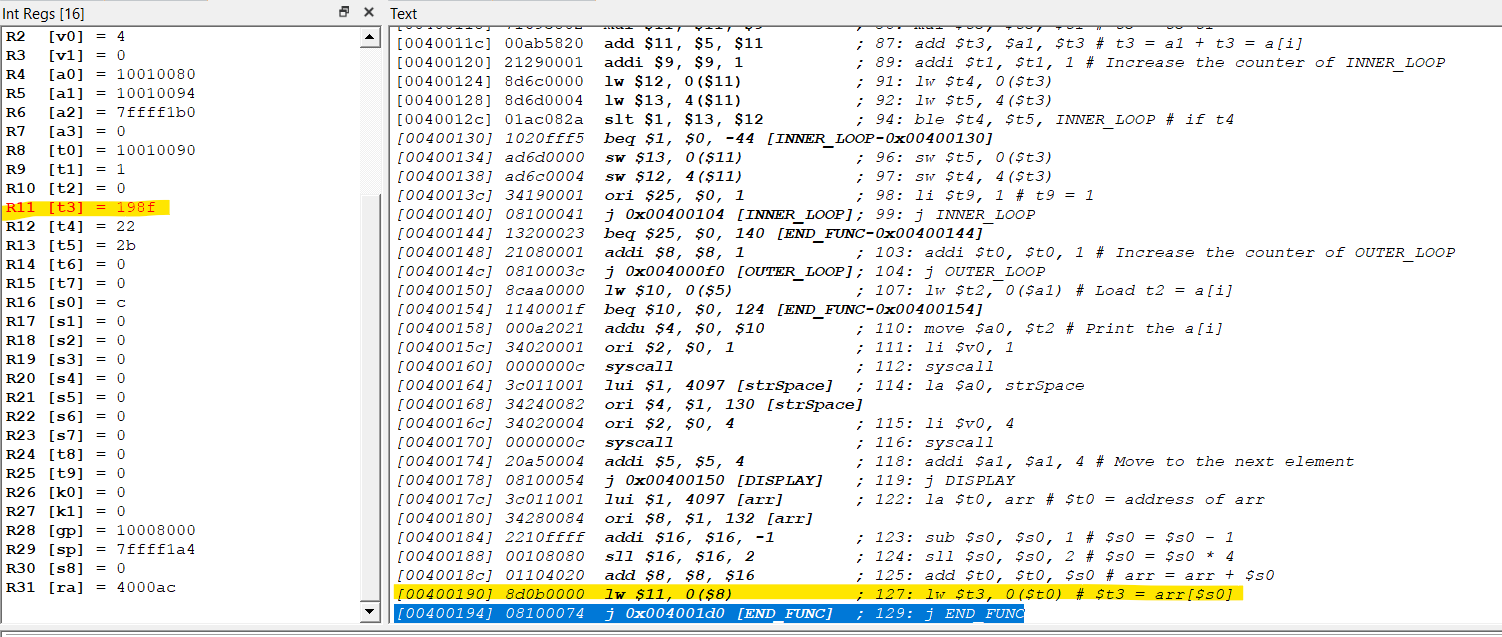 Int Regs [16]
R2 [v0] = 4
R3 [v1] = 0
R4 [a0] = 10010080
R5 [a1] = 10010094
R6 [a2] = 7ffff1b0
R7 [a3] = 0
R8 [t0] = 10010090
R9 [t1] = 1
R10 [t2] = 0
R11 [t3] = 198f
R12 [t4] = 22
R13 [t5] = 2b
R14 [t6] = 0
R15 [t7] = 0
R16 [s0] = c
R17 [s1] = 0
R18 [s2] = 0
R19 [s3] = 0
R20 [s4] = 0
R21 [s5] = 0
R22 [s6] = 0
R23 [s7] = 0
R24 [t8] = 0
R25 [t9] = 0
R26 [k0] = 0
R27 [k1] = 0
R28 [gp] = 10008000
R29 [sp] = 7ffff1a4
R30 [s8] = 0
R31 [ra] = 4000ac
Text
[0040011c] 00ab5820 add $11, $5, $11 ; 87: add $t3, $a1, $t3 # t3 = a1 + t3 = a[i]
[00400120] 21290001 addi $9, $9, 1 ; 89: addi $t1, $t1, 1 # Increase the counter of INNER_LOOP
[00400124] 8d6c0000 lw $12, 0($11) ; 91: lw $t4, 0($t3)
[00400128] 8d6d0004 lw $13, 4($11) ; 92: lw $t5, 4($t3)
[0040012c] 01ac082a slt $1, $13, $12 ; 94: ble $t4, $t5, INNER_LOOP # if t4
[00400130] 1020fff5 beq $1, $0, -44 [INNER_LOOP-0x00400130]
[00400134] ad6d0000 sw $13, 0($11) ; 96: sw $t5, 0($t3)
[00400138] ad6c0004 sw $12, 4($11) ; 97: sw $t4, 4($t3)
[0040013c] 34190001 ori $25, $0, 1 ; 98: li $t9, 1 # t9 = 1
[00400140] 08100041 j 0x00400104 [INNER_LOOP]; 99: j INNER_LOOP
[00400144] 13200023 beq $25, $0, 140 [END_FUNC-0x00400144]
[00400148] 21080001 addi $8, $8, 1 ; 103: addi $t0, $t0, 1 # Increase the counter of OUTER_LOOP
[0040014c] 0810003c j 0x004000f0 [OUTER_LOOP]; 104: j OUTER_LOOP
[00400150] 8caa0000 lw $10, 0($5) ; 107: lw $t2, 0($a1) # Load t2 = a[i]
[00400154] 1140001f beq $10, $0, 124 [END_FUNC-0x00400154]
[00400158] 000a2021 addu $4, $0, $10 ; 110: move $a0, $t2 # Print the a[i]
[0040015c] 34020001 ori $2, $0, 1 ; 111: li $v0, 1
[00400160] 0000000c syscall ; 112: syscall
[00400164] 3c011001 lui $1, 4097 [strSpace] ; 114: la $a0, strSpace
[00400168] 34240082 ori $4, $1, 130 [strSpace]
[0040016c] 34020004 ori $2, $0, 4 ; 115: li $v0, 4
[00400170] 0000000c syscall ; 116: syscall
[00400174] 20a50004 addi $5, $5, 4 ; 118: addi $a1, $a1, 4 # Move to the next element
[00400178] 08100054 j 0x00400150 [DISPLAY] ; 119: j DISPLAY
[0040017c] 3c011001 lui $1, 4097 [arr] ; 122: la $t0, arr # $t0 = address of arr
[00400180] 34280084 ori $8, $1, 132 [arr]
[00400184] 2210ffff addi $16, $16, -1 ; 123: sub $s0, $s0, 1 # $s0 = $s0 - 1
[00400188] 00108080 sll $16, $16, 2 ; 124: sll $s0, $s0, 2 # $s0 = $s0 * 4
[0040018c] 01104020 add $8, $8, $16 ; 125: add $t0, $t0, $s0 # arr = arr + $s0
[00400190] 8d0b0000 lw $11, 0($8) ; 127: lw $t3, 0($t0) # $t3 = arr[$s0]
[00400194] 08100074 j 0x004001d0 [END_FUNC] ; 129: j END_FUNC